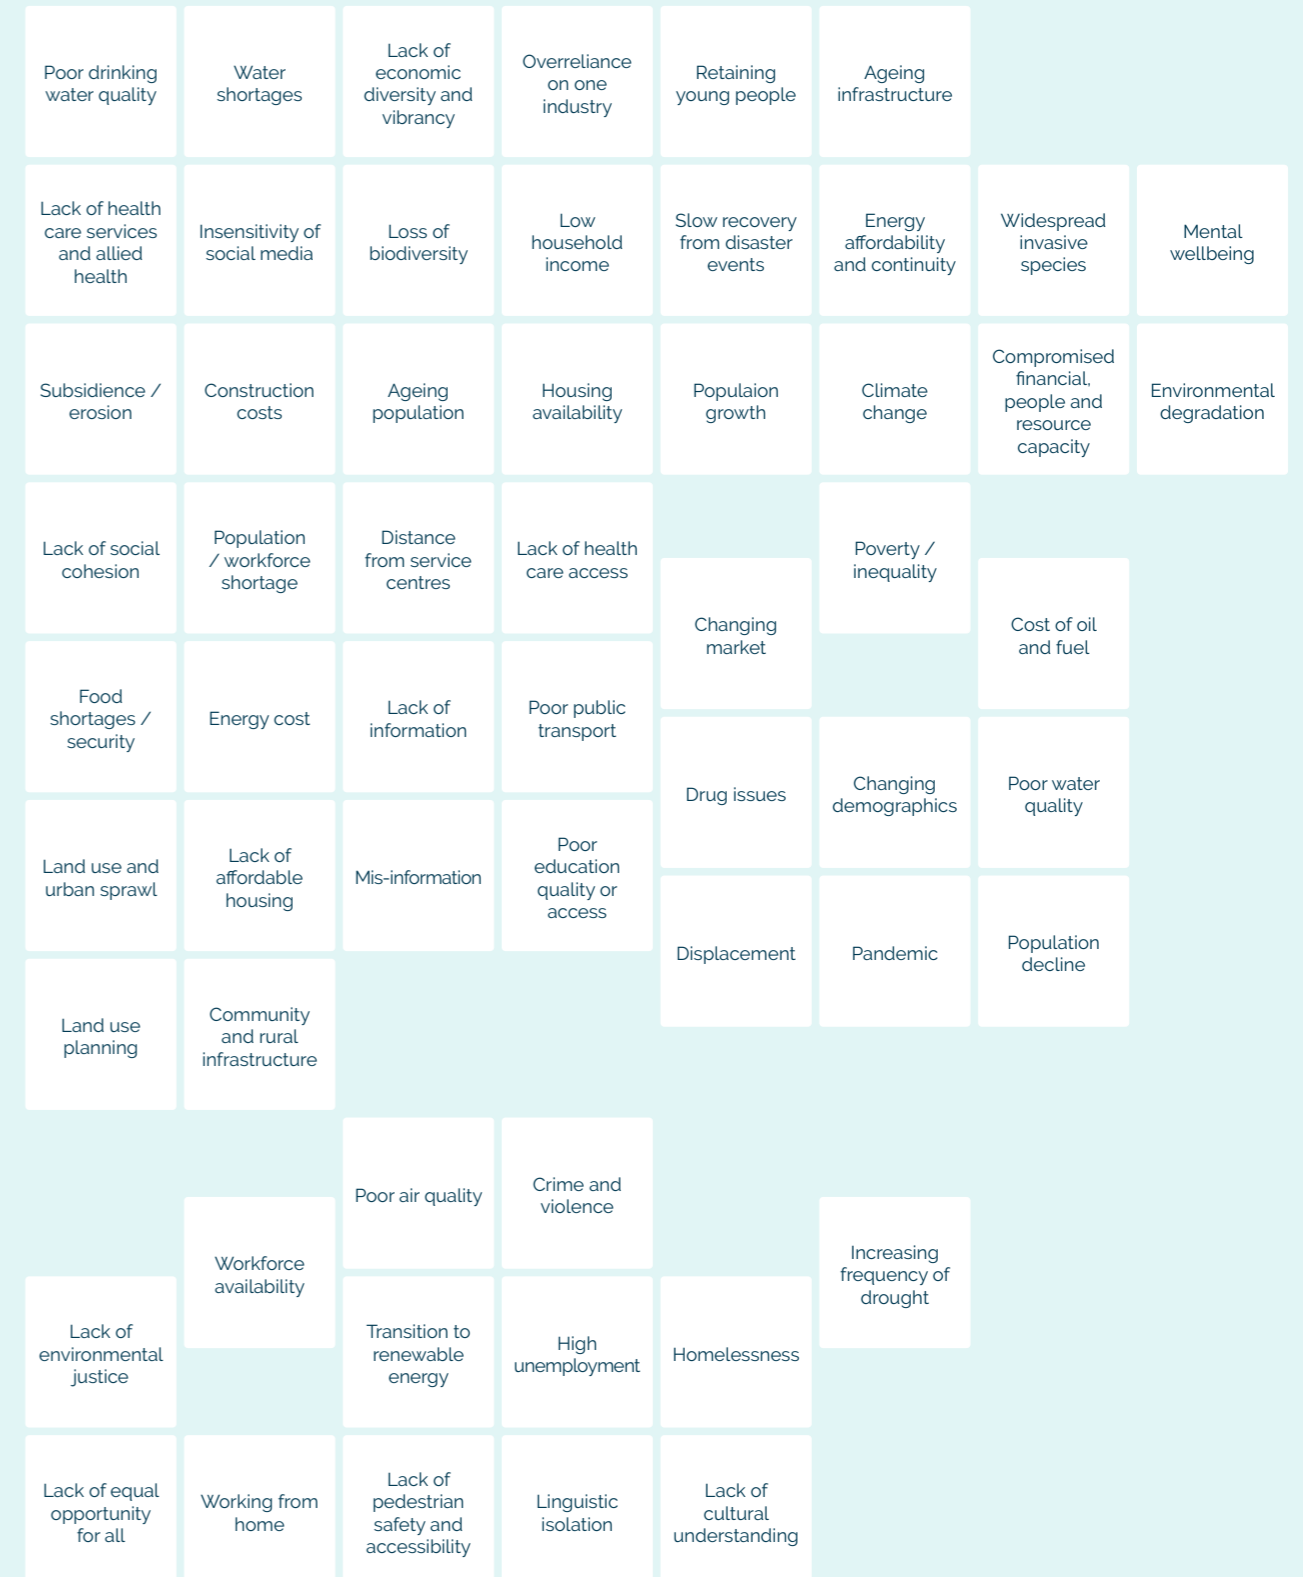 Poor drinking
water quality
Water
shortages
Lack of
economic
diversity and
vibrancy
Overreliance
on one
industry
Retaining
young people
Ageing
infrastructure
Lack of health
care services
and allied
health
Insensitivity of
social media
Loss of
biodiversity
Low
household
income
Slow recovery
from disaster
events
Energy
affordability
and continuity
Widespread
invasive
species
Mental
wellbeing
Subsidience /
erosion
Construction
costs
Ageing
population
Housing
availability
Populaion
growth
Climate
change
Compromised
financial,
people and
resource
capacity
Environmental
degradation
Lack of social
cohesion
Population
/ workforce
shortage
Distance
from service
centres
Lack of health
care access
Changing
market
Poverty /
inequality
Cost of oil
and fuel
Food
shortages /
security
Energy cost
Lack of
information
Poor public
transport
Drug issues
Changing
demographics
Poor water
quality
Land use and
urban sprawl
Lack of
affordable
housing
Mis-information
Poor
education
quality or
access
Displacement
Pandemic
Population
decline
Land use
planning
Community
and rural
infrastructure
Poor air quality
Crime and
violence
Workforce
availability
Increasing
frequency of
drought
Lack of
environmental
justice
Transition to
renewable
energy
High
unemployment
Homelessness
Lack of equal
opportunity
for all
Working from
home
Lack of
pedestrian
safety and
accessibility
Linguistic
isolation
Lack of
cultural
understanding